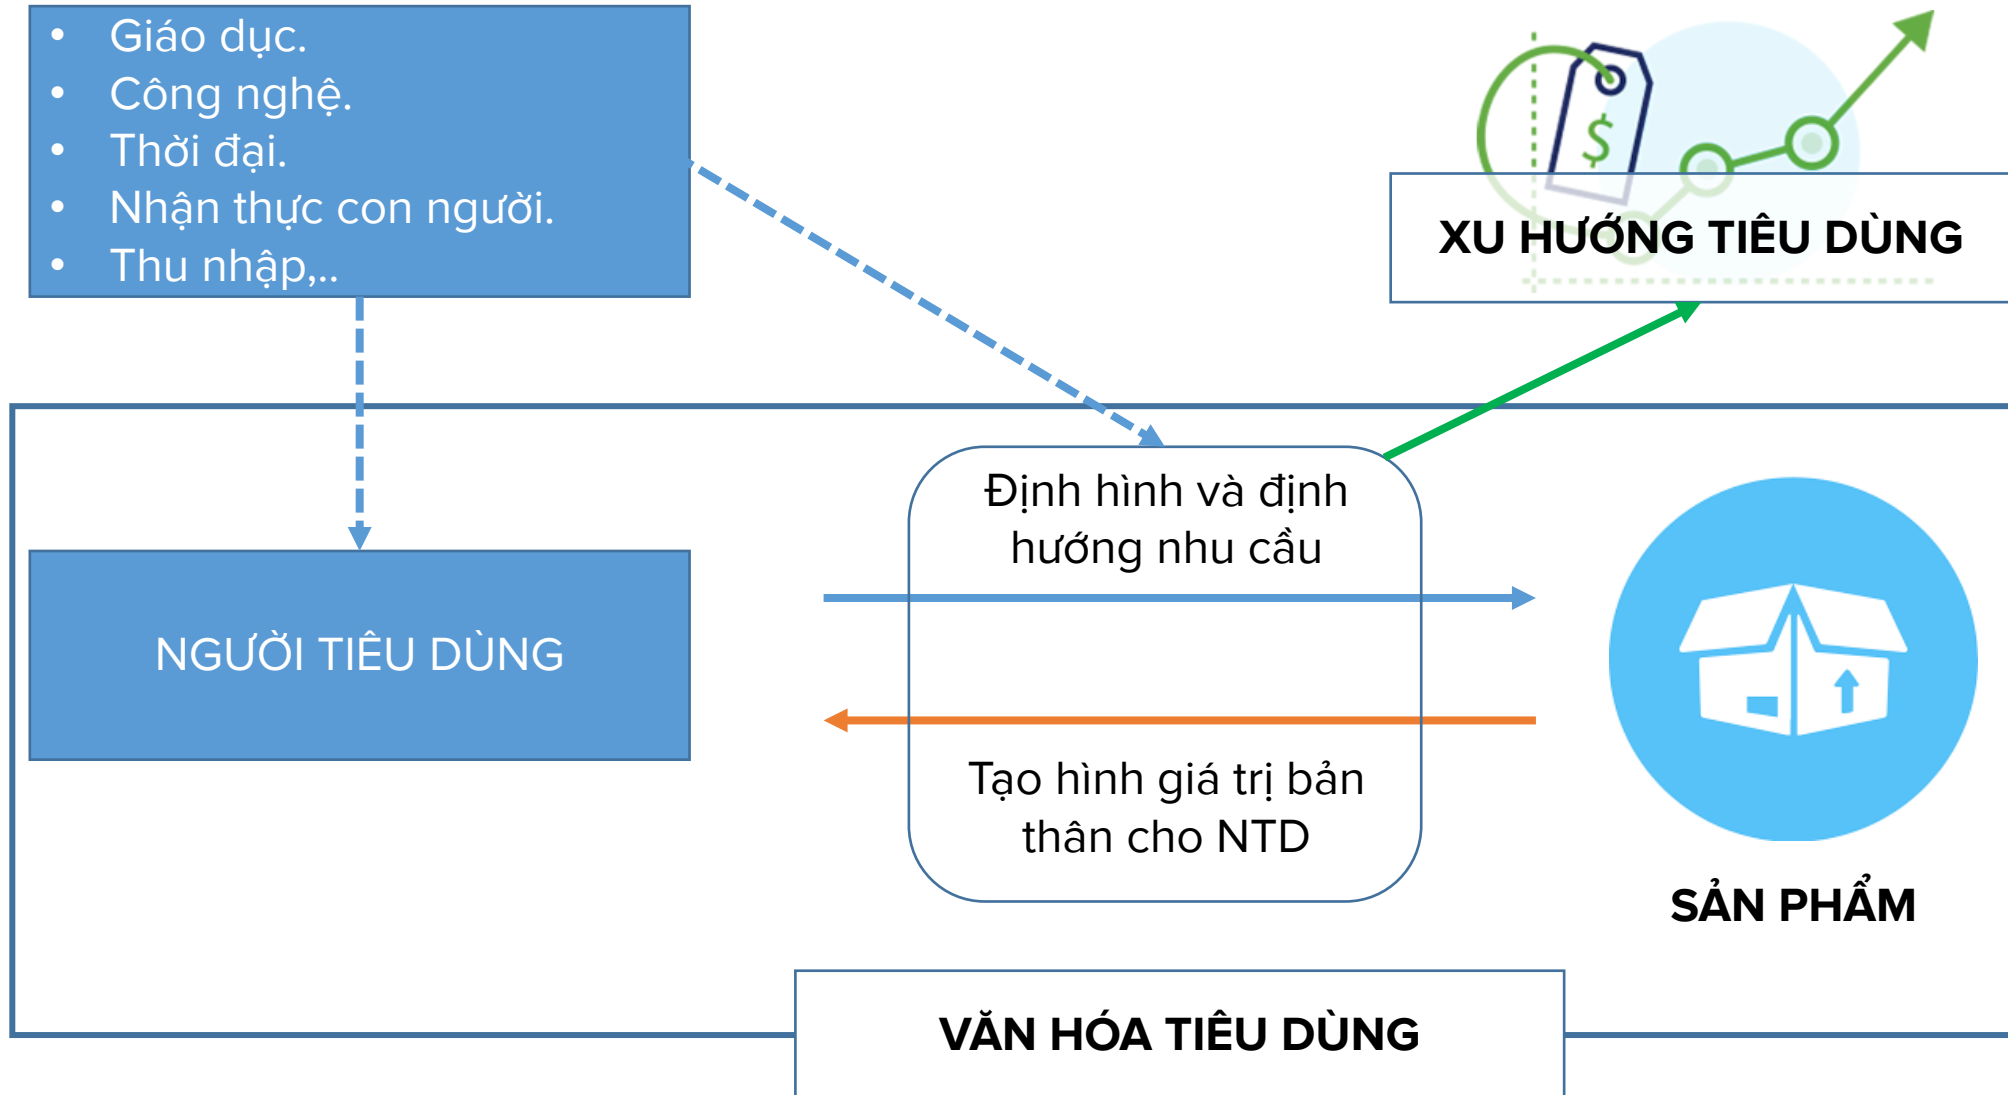 • Giáo dục.
• Công nghệ.
• Thời đại.
• Nhận thức con người.
• Thu nhập,..
$
XU HƯỚNG TIÊU DÙNG
Định hình và định
hướng nhu cầu
NGƯỜI TIÊU DÙNG
Tạo hình giá trị bản
thân cho NTD
SẢN PHẨM
VĂN HÓA TIÊU DÙNG